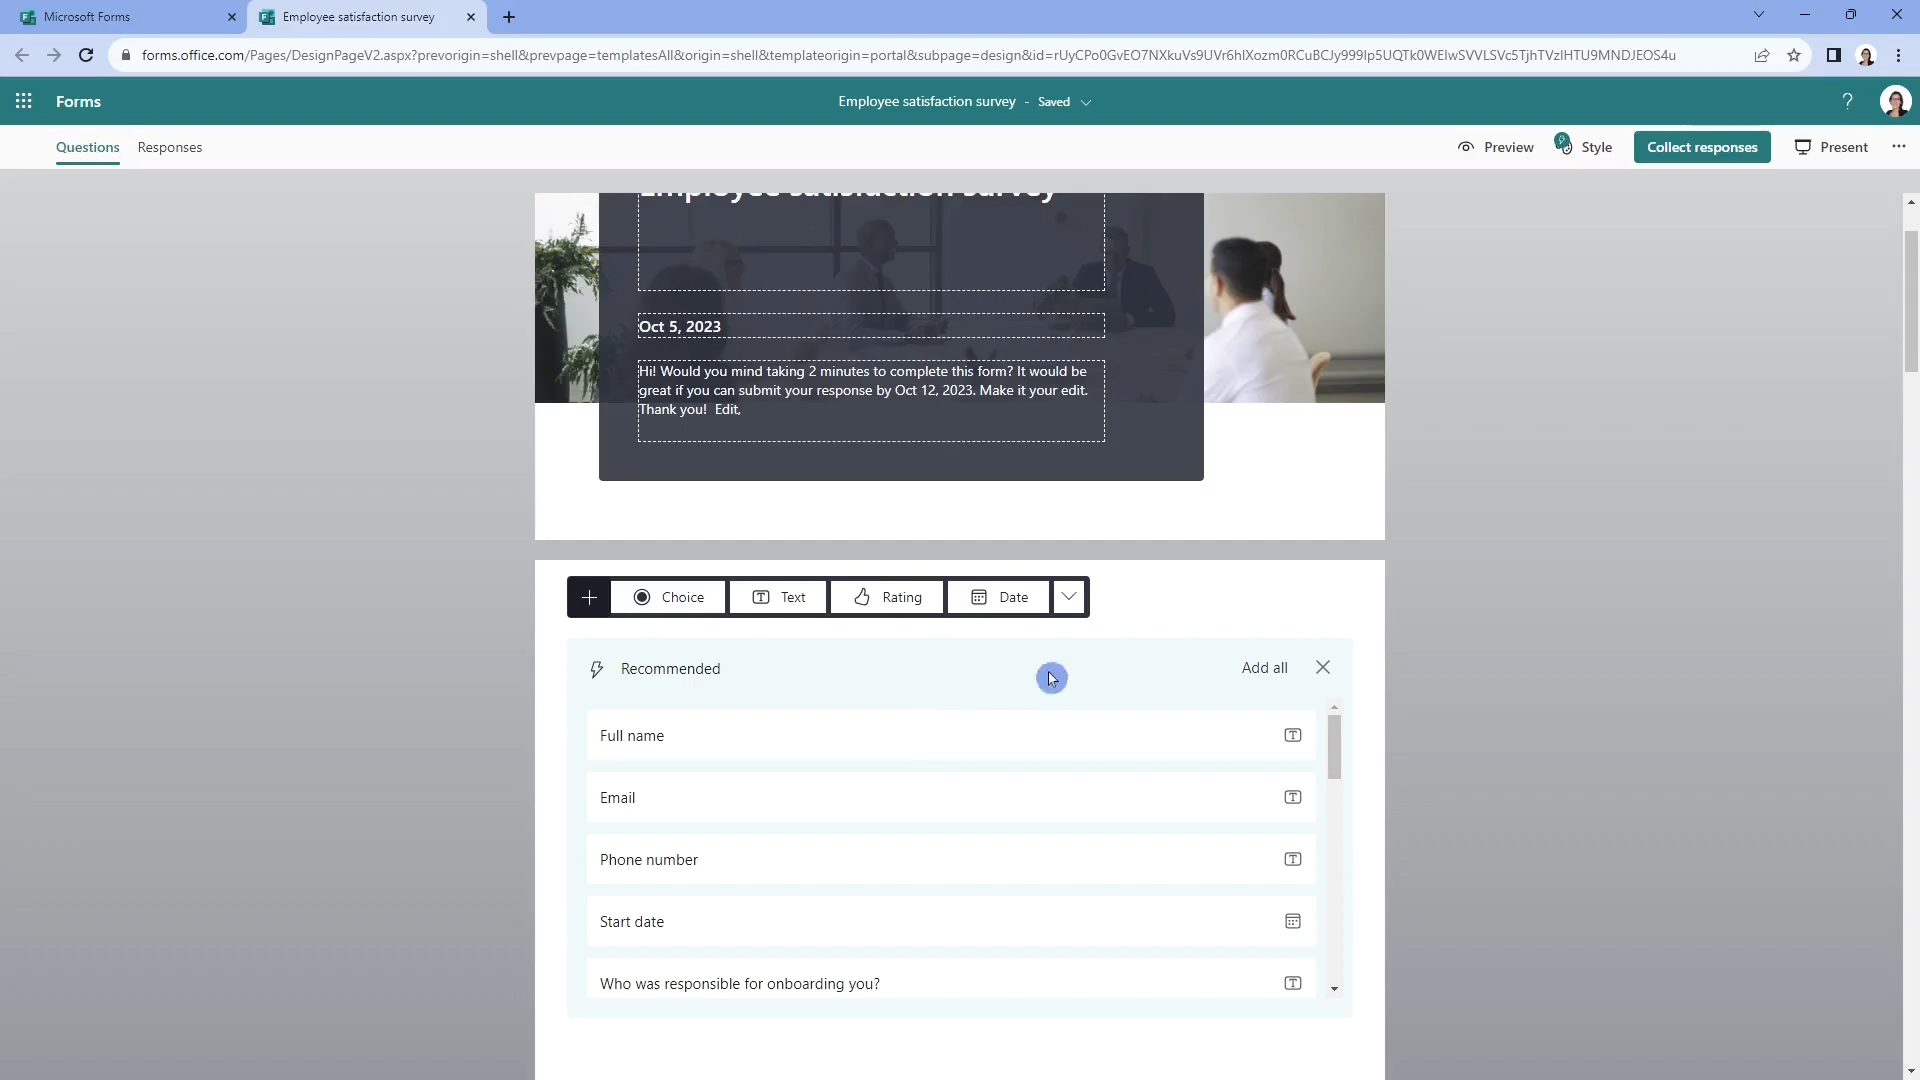 Microsoft Forms
Employee satisfaction survey
forms.office.com/Pages/DesignPageV2.aspx?prevorigin=shell&prevpage=templatesAll&origin=shell&templateorigin=portal&subpage=design&id=rUyCPo0GvEO7NXkuVs9UVr6hlXozm0RCuBCJy999lp5UQTk0WElwSVVLSVc5TjhTVzlHTU9MNDJEOS4u
Forms
Employee satisfaction survey - Saved
?
Questions Responses
Preview Style Collect responses Present
Employee satisfaction survey
Oct 5, 2023
Hi! Would you mind taking 2 minutes to complete this form? It would be
great if you can submit your response by Oct 12, 2023. Make it your edit.
Thank you!  Edit,
Choice Text Rating Date
Recommended Add all
Full name
Email
Phone number
Start date
Who was responsible for onboarding you?